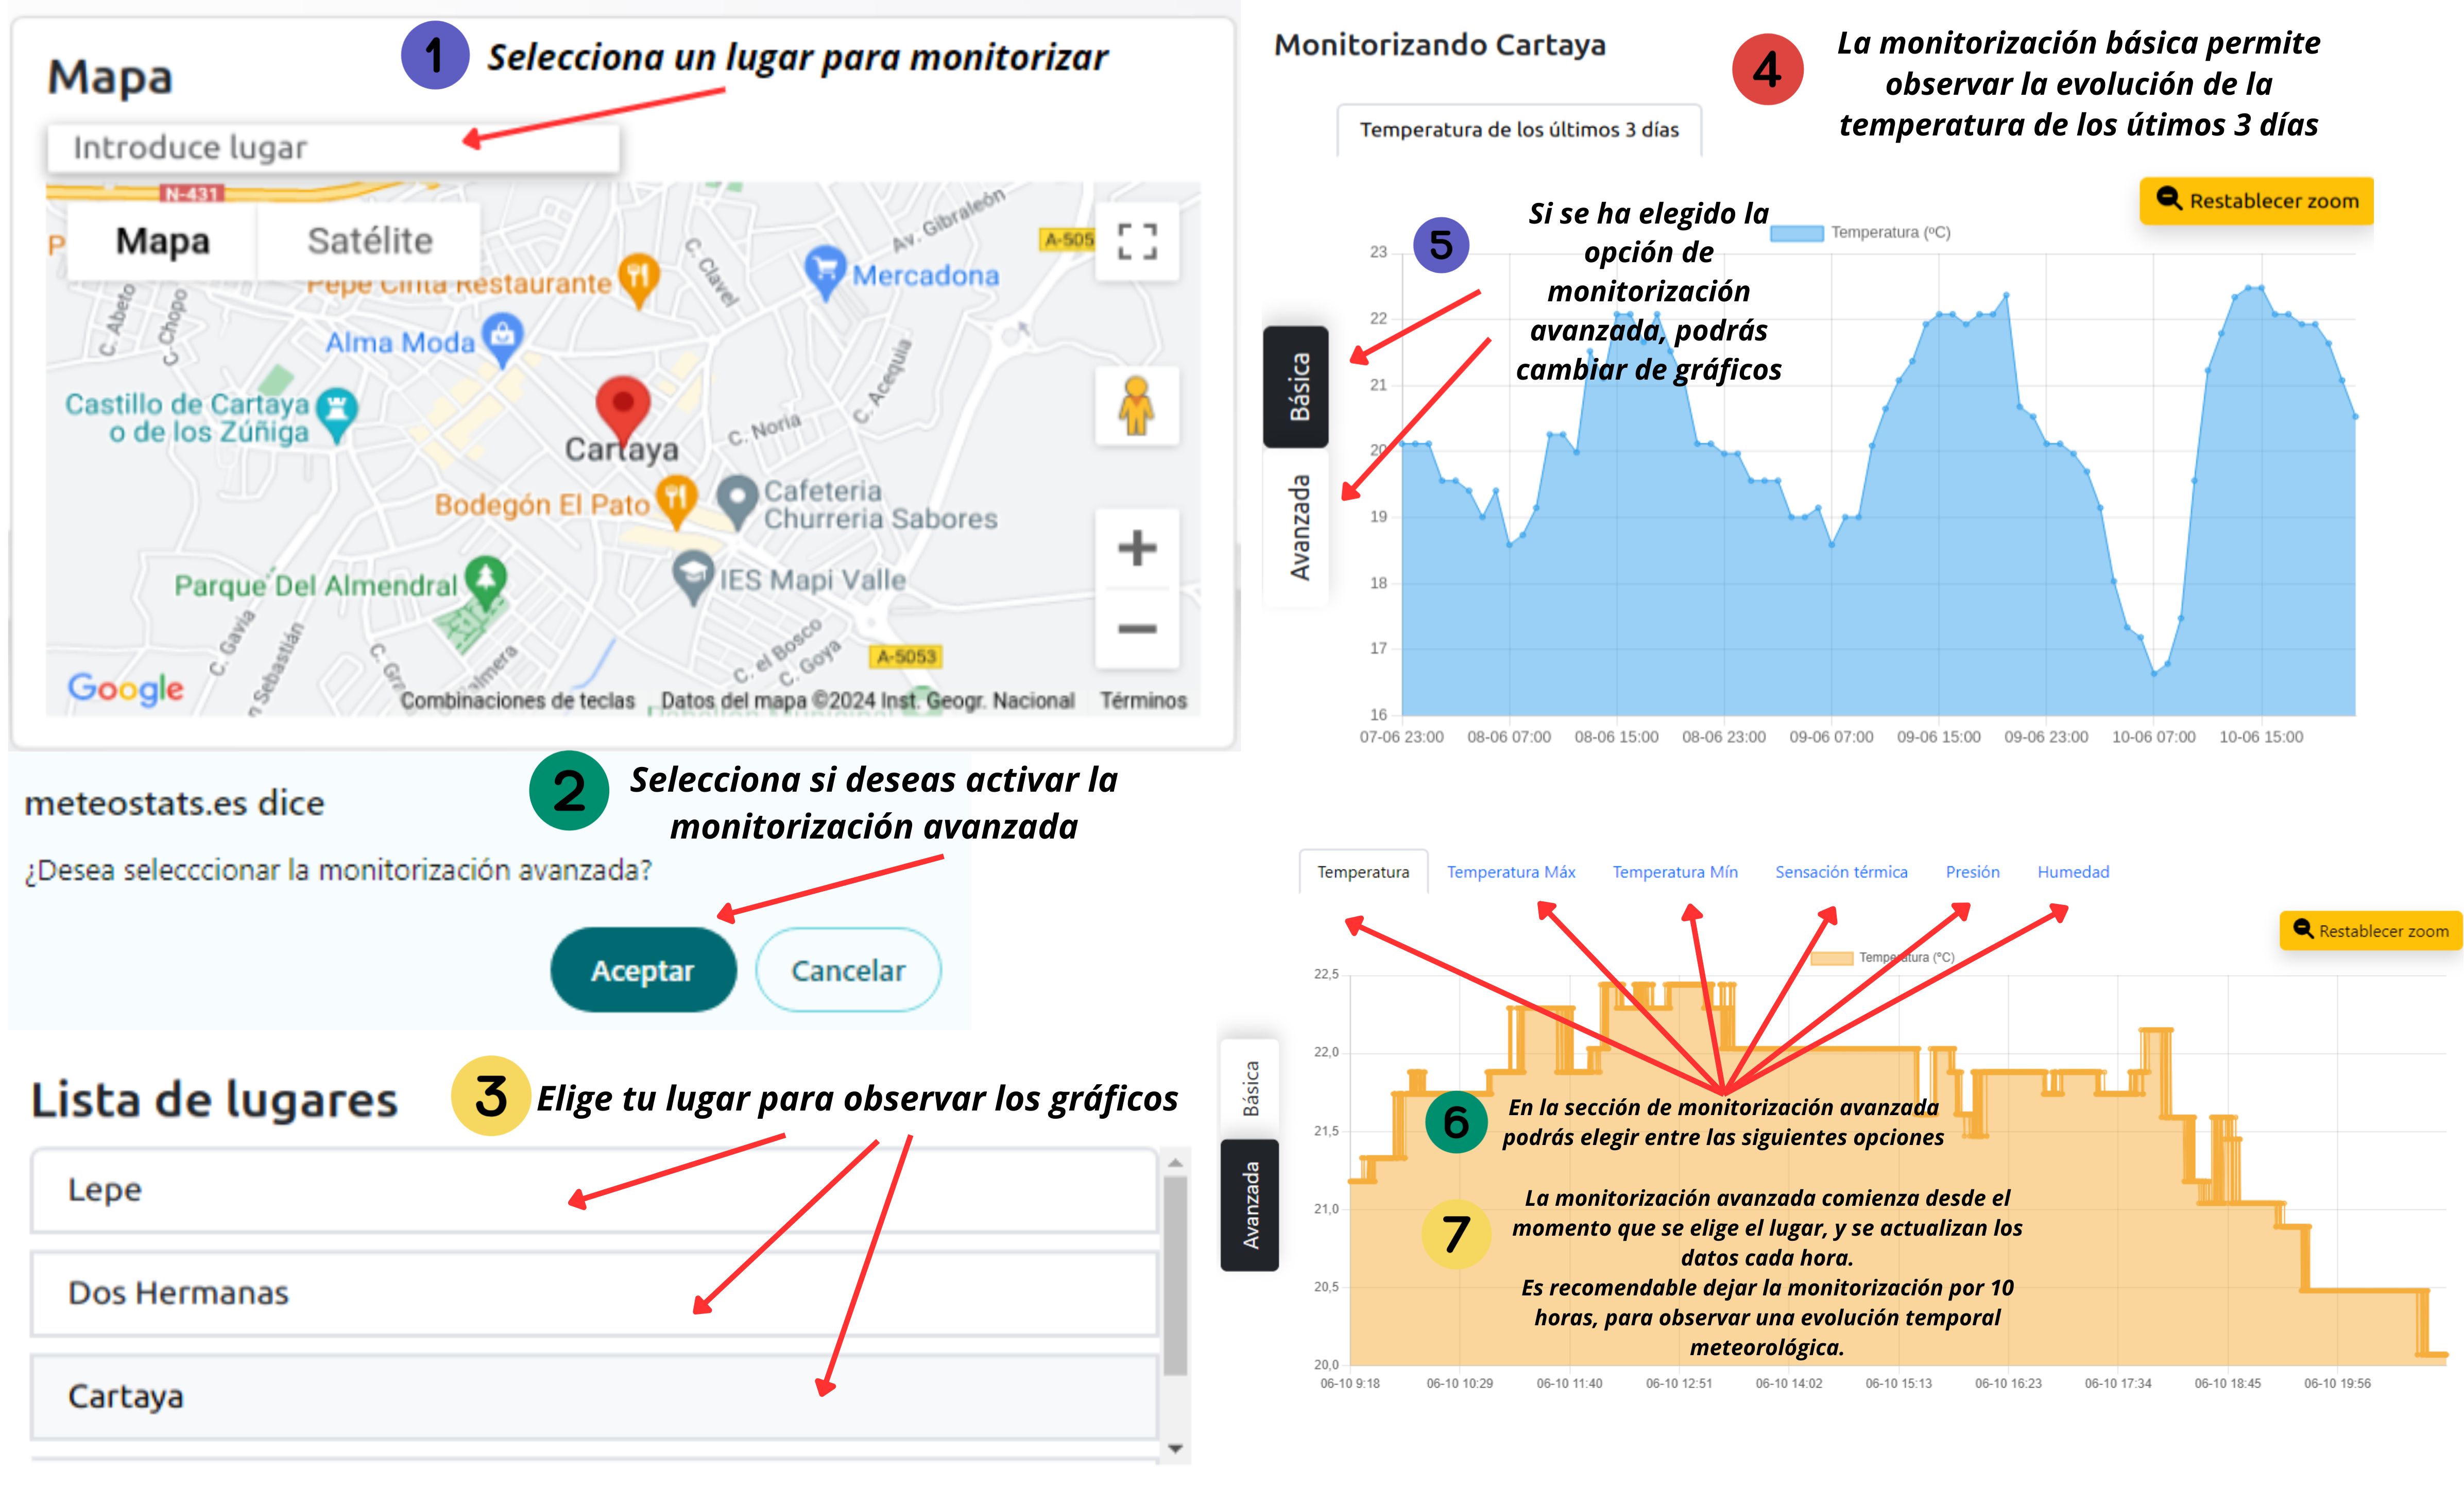 Mapa
1
Selecciona un lugar para monitorizar
Introduce lugar
N-431
Mapa
Satélite
P
Pepe Cinta Restaurante
C. Clavel
Av. Gibraleón
A-505
Mercadona
C. Abeto
C. Chopo
Alma Moda
Castillo de Cartaya
o de los Zúñiga
Cartaya
C. Noria
C. Acequia
Bodegón El Pato
Cafeteria
Churreria Sabores
IES Mapi Valle
Parque Del Almendral
C. Gavia
n Sebastián
C. Gra
almera
C. el Bosco
C. Goya
A-5053
Google
Combinaciones de teclas
Datos del mapa ©2024 Inst. Geogr. Nacional
Términos
2
Selecciona si deseas activar la
monitorización avanzada
meteostats.es dice
¿Desea selecccionar la monitorización avanzada?
Aceptar
Cancelar
Lista de lugares
3
Elige tu lugar para observar los gráficos
Lepe
Dos Hermanas
Cartaya
Monitorizando Cartaya
4
La monitorización básica permite
observar la evolución de la
temperatura de los útimos 3 días
Temperatura de los últimos 3 días
Restablecer zoom
5
Si se ha elegido la
opción de
monitorización
avanzada, podrás
cambiar de gráficos
Temperatura (ºC)
Básica
Avanzada
23
22
21
20
19
18
17
16
07-06 23:00
08-06 07:00
08-06 15:00
08-06 23:00
09-06 07:00
09-06 15:00
09-06 23:00
10-06 07:00
10-06 15:00
Temperatura
Temperatura Máx
Temperatura Mín
Sensación térmica
Presión
Humedad
Restablecer zoom
Temperatura (ºC)
Básica
Avanzada
22,5
22,0
21,5
21,0
20,5
20,0
6
En la sección de monitorización avanzada
podrás elegir entre las siguientes opciones
7
La monitorización avanzada comienza desde el
momento que se elige el lugar, y se actualizan los
datos cada hora.
Es recomendable dejar la monitorización por 10
horas, para observar una evolución temporal
meteorológica.
06-10 9:18
06-10 10:29
06-10 11:40
06-10 12:51
06-10 14:02
06-10 15:13
06-10 16:23
06-10 17:34
06-10 18:45
06-10 19:56